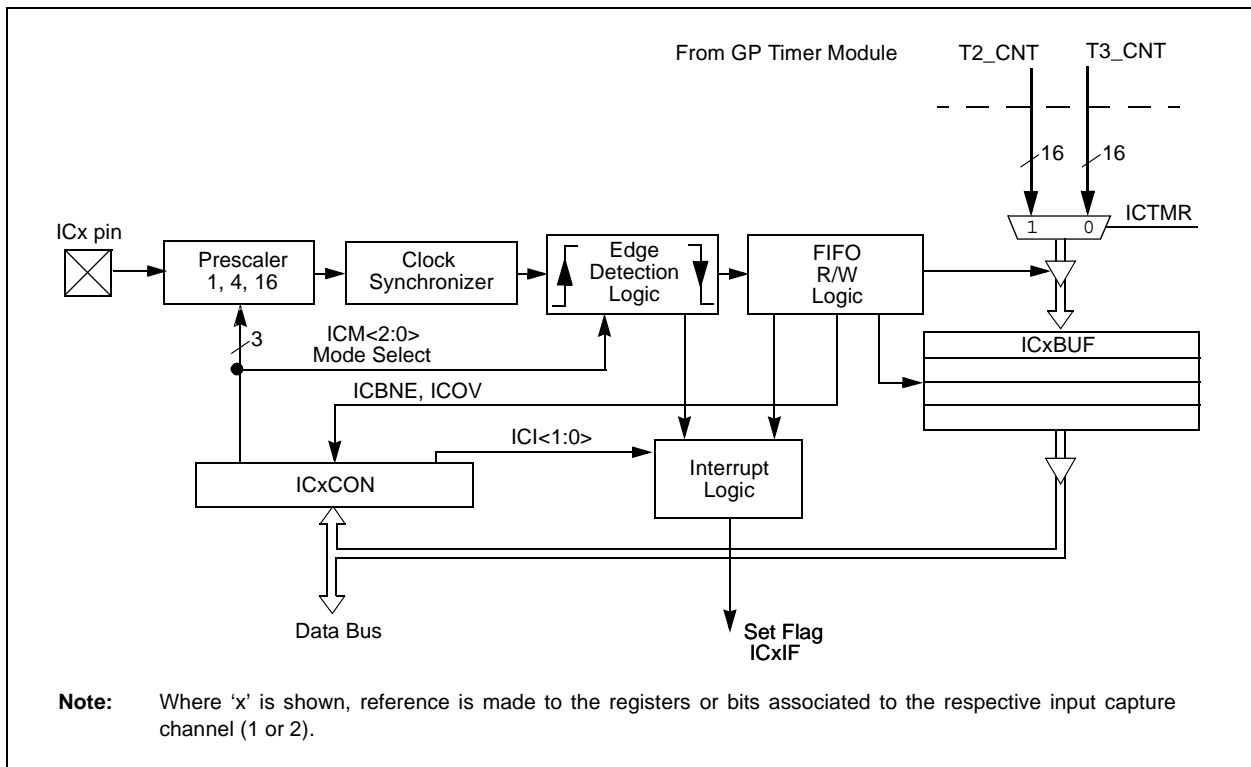 From GP Timer Module
T2_CNT
T3_CNT
16
16
ICx pin
1 0
ICTMR
Prescaler
1, 4, 16
Clock
Synchronizer
Edge
Detection
Logic
FIFO
R/W
Logic
3
ICM<2:0>
Mode Select
ICxBUF
ICBNE, ICOV
ICI<1:0>
ICxCON
Interrupt
Logic
Data Bus
Set Flag
ICxIF
Note: Where ‘x’ is shown, reference is made to the registers or bits associated to the respective input capture
channel (1 or 2).